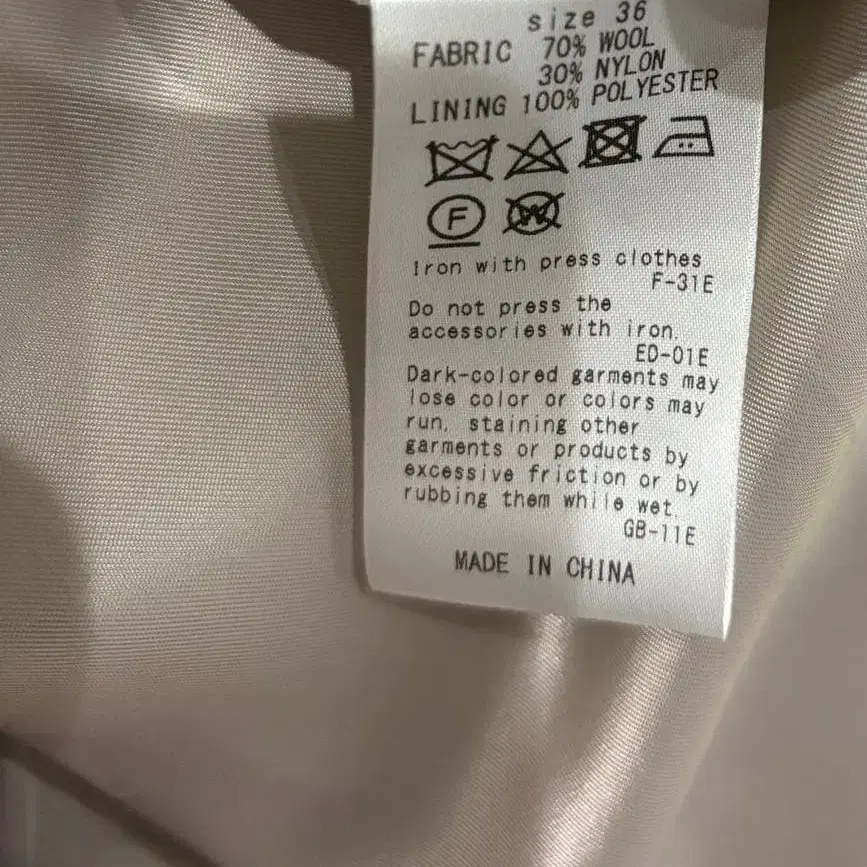 size 36
FABRIC 70% WOOL
30% NYLON
LINING 100% POLYESTER
F W
Iron with press clothes
F-31E
Do not press the
accessories with iron.
ED-01E
Dark-colored garments may
lose color or colors may
run, staining other
garments or products by
excessive friction or by
rubbing them while wet.
GB-11E
MADE IN CHINA